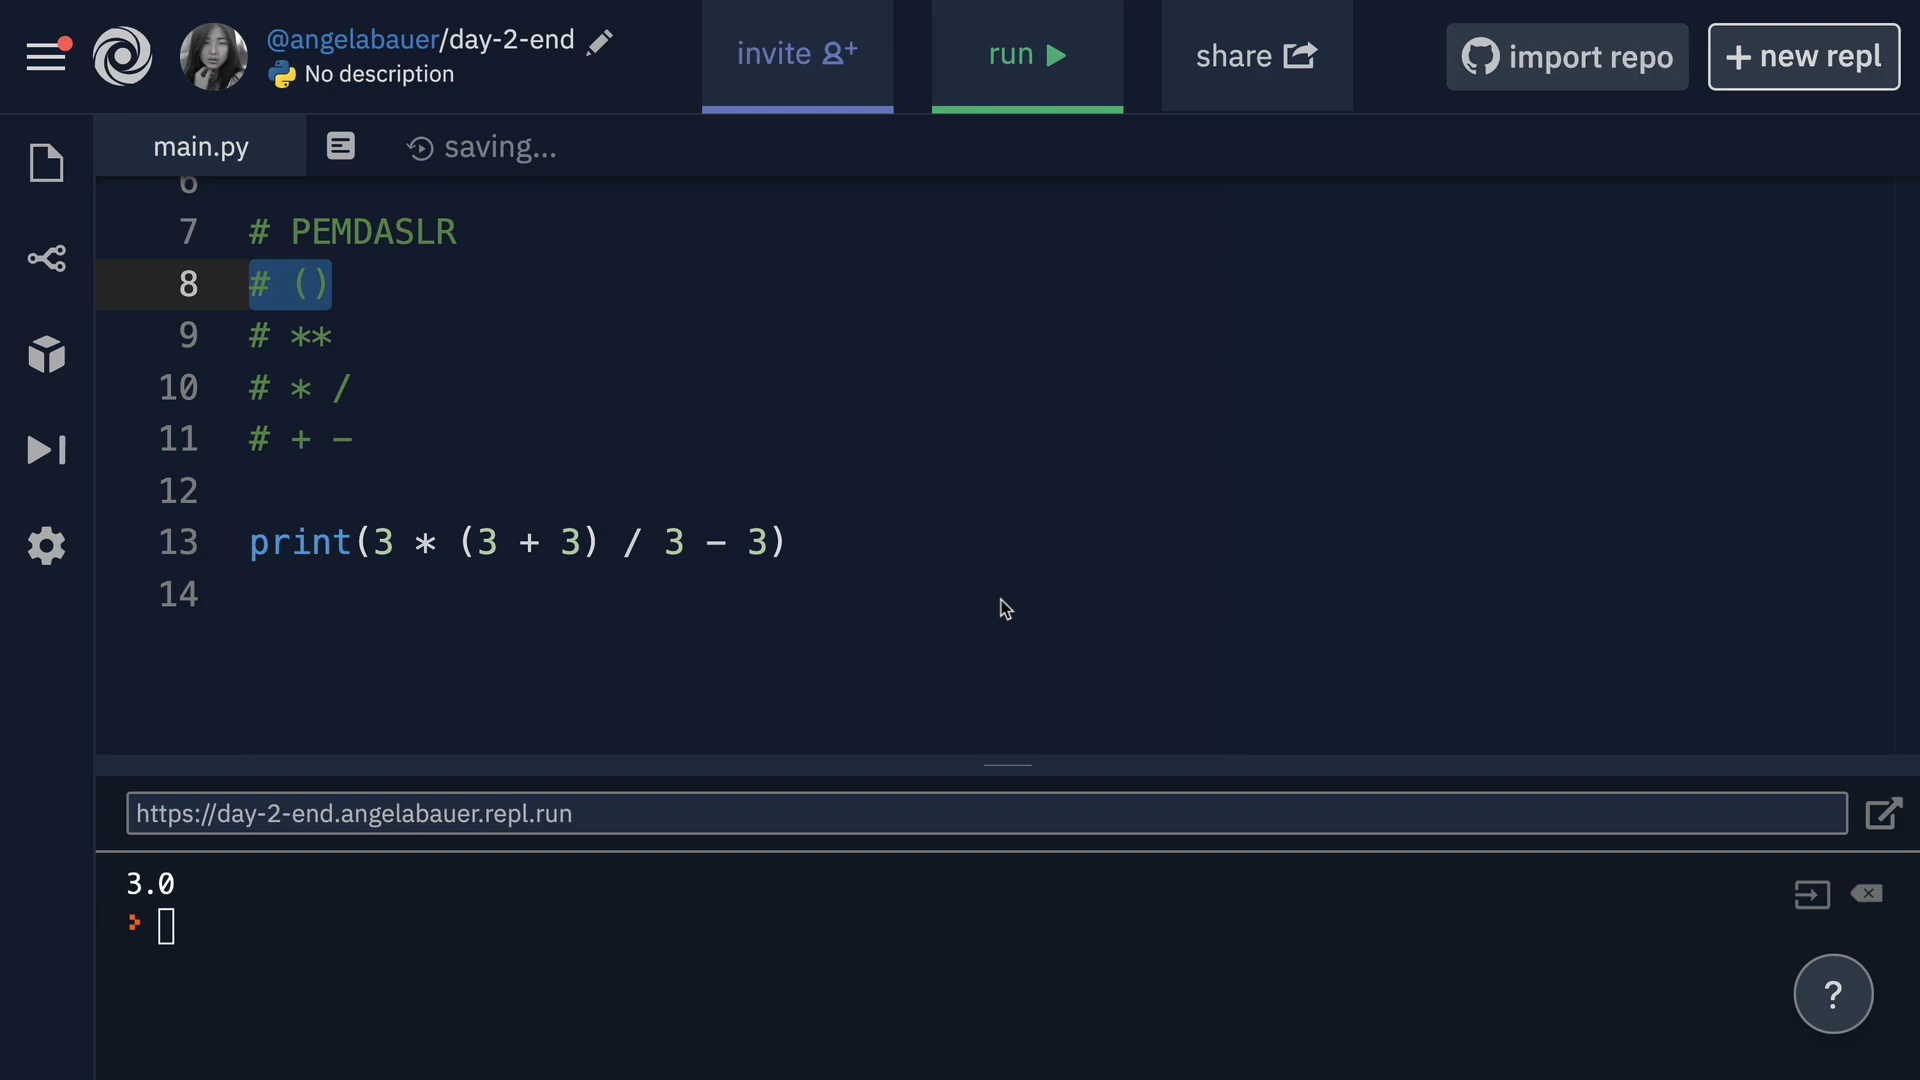 @angelabauer/day-2-end
No description
invite
run
share
import repo
+ new repl
main.py
saving...
6
7 # PEMDASLR
8 # ()
9 # **
10 # * /
11 # + -
12
13 print(3 * (3 + 3) / 3 - 3)
14
https://day-2-end.angelabauer.repl.run
3.0
?